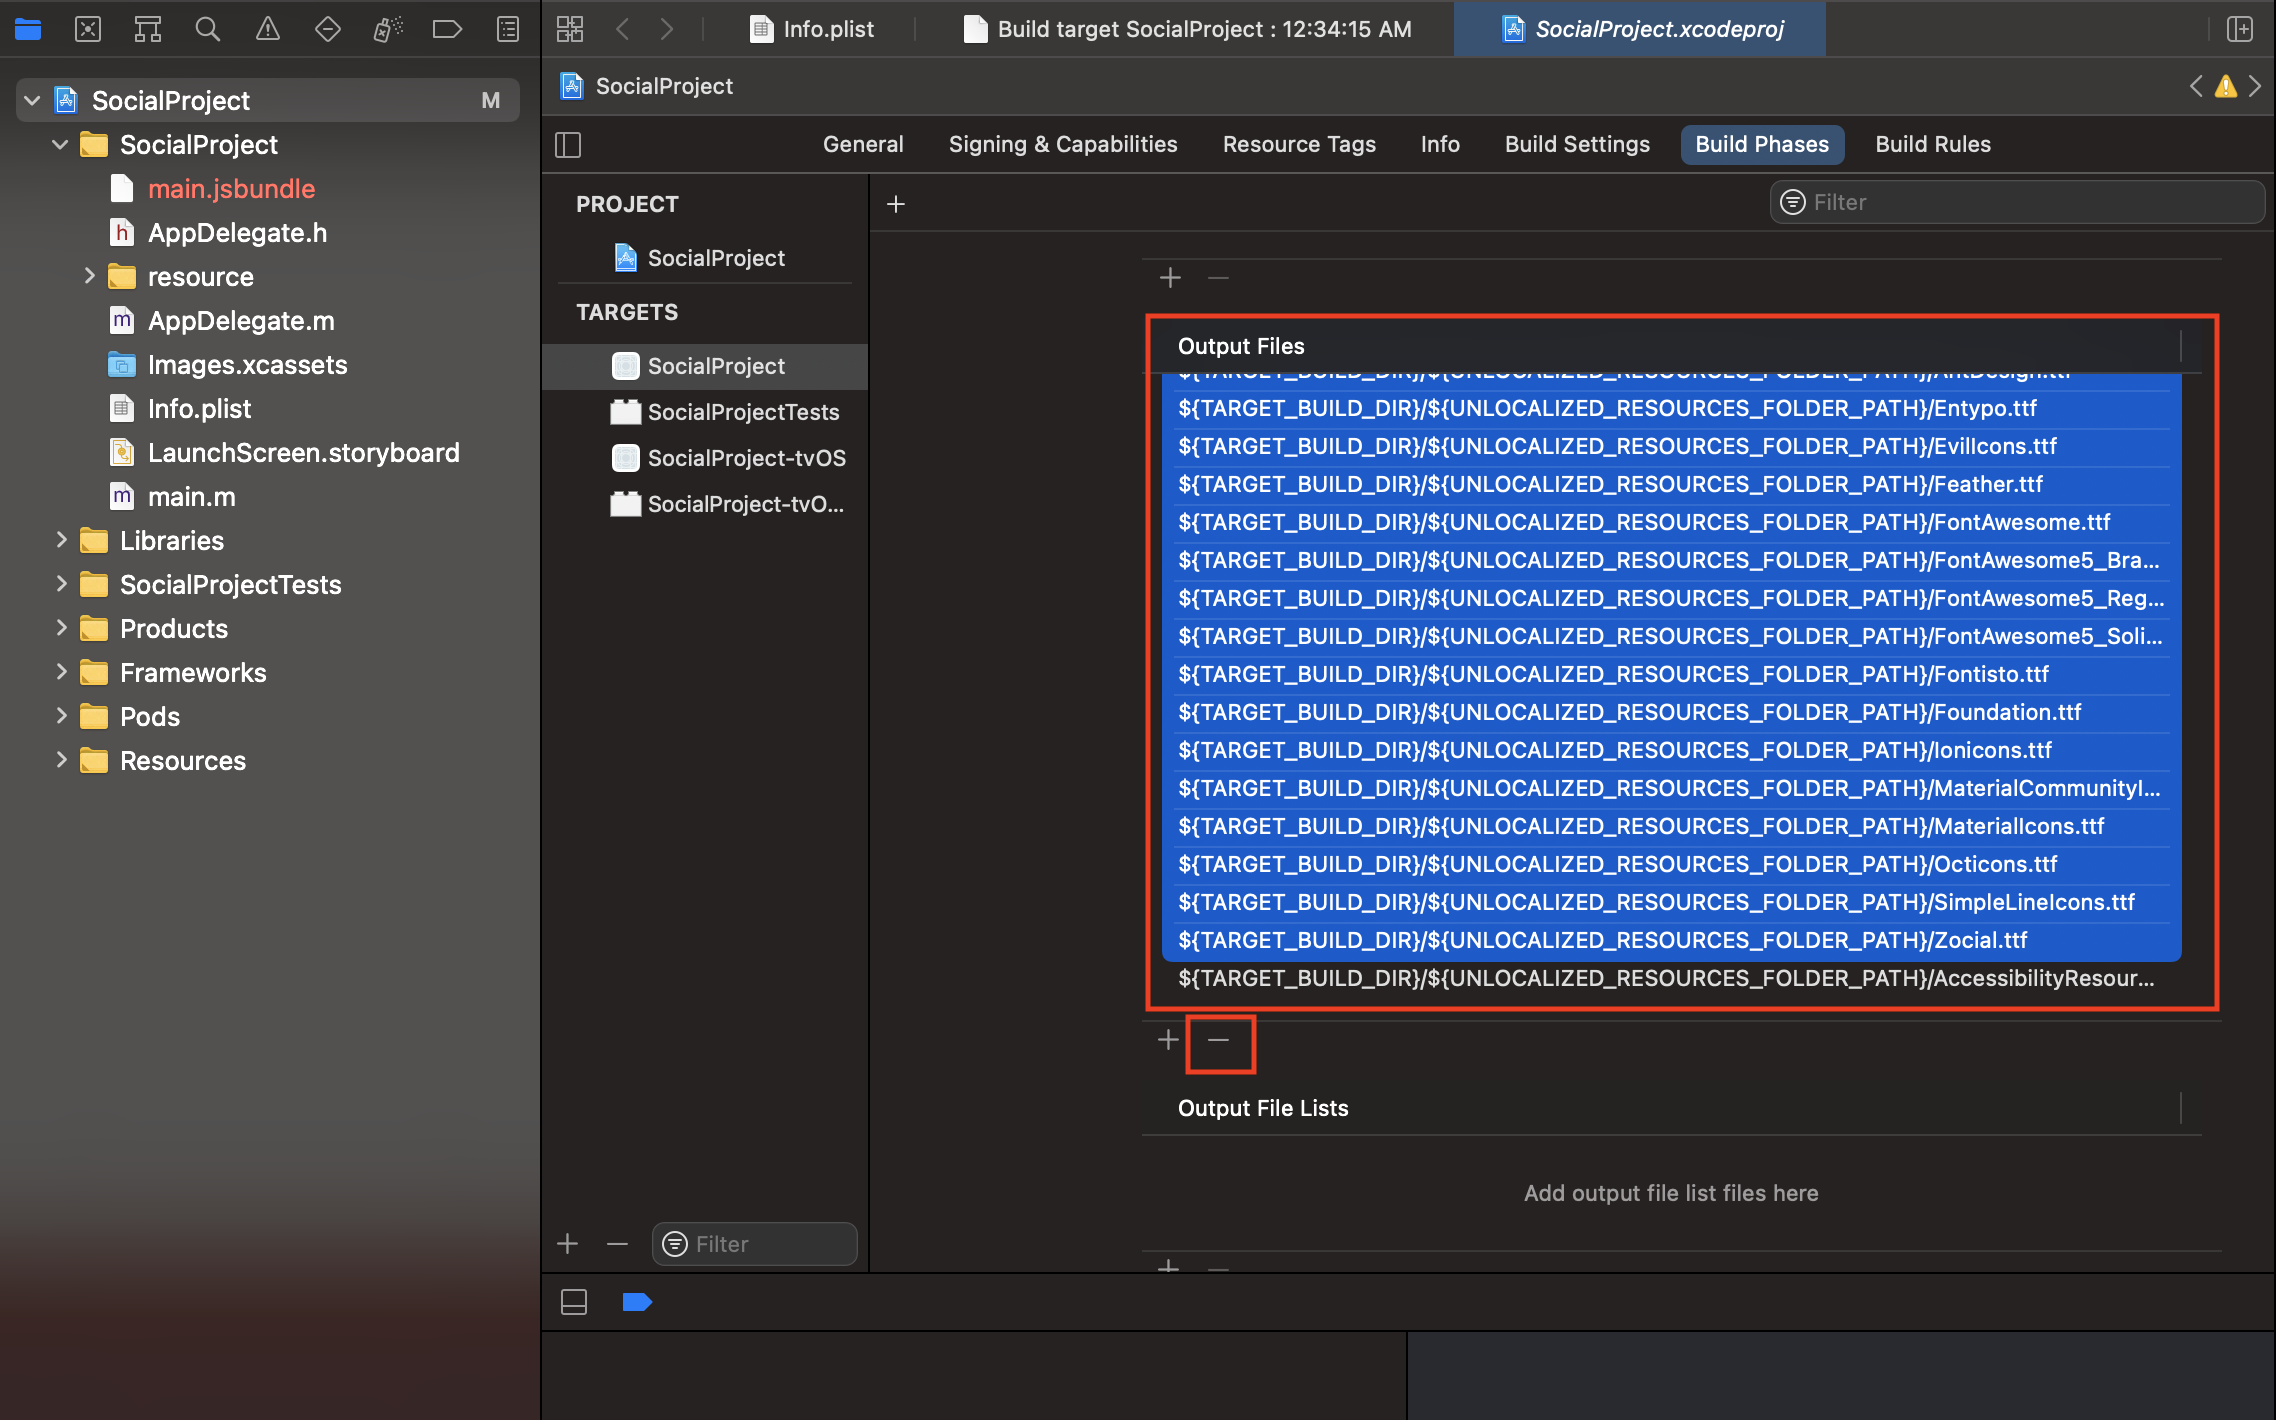 Info.plist
Build target SocialProject : 12:34:15 AM
SocialProject.xcodeproj
SocialProject M
SocialProject
main.jsbundle
AppDelegate.h
resource
AppDelegate.m
Images.xcassets
Info.plist
LaunchScreen.storyboard
main.m
Libraries
SocialProjectTests
Products
Frameworks
Pods
Resources
SocialProject
General Signing & Capabilities Resource Tags Info Build Settings Build Phases Build Rules
PROJECT
SocialProject
TARGETS
SocialProject
SocialProjectTests
SocialProject-tvOS
SocialProject-tvO...
Filter
Filter
Output Files
${TARGET_BUILD_DIR}/${UNLOCALIZED_RESOURCES_FOLDER_PATH}/AntDesign.ttf
${TARGET_BUILD_DIR}/${UNLOCALIZED_RESOURCES_FOLDER_PATH}/Entypo.ttf
${TARGET_BUILD_DIR}/${UNLOCALIZED_RESOURCES_FOLDER_PATH}/EvilIcons.ttf
${TARGET_BUILD_DIR}/${UNLOCALIZED_RESOURCES_FOLDER_PATH}/Feather.ttf
${TARGET_BUILD_DIR}/${UNLOCALIZED_RESOURCES_FOLDER_PATH}/FontAwesome.ttf
${TARGET_BUILD_DIR}/${UNLOCALIZED_RESOURCES_FOLDER_PATH}/FontAwesome5_Bra...
${TARGET_BUILD_DIR}/${UNLOCALIZED_RESOURCES_FOLDER_PATH}/FontAwesome5_Reg...
${TARGET_BUILD_DIR}/${UNLOCALIZED_RESOURCES_FOLDER_PATH}/FontAwesome5_Soli...
${TARGET_BUILD_DIR}/${UNLOCALIZED_RESOURCES_FOLDER_PATH}/Fontisto.ttf
${TARGET_BUILD_DIR}/${UNLOCALIZED_RESOURCES_FOLDER_PATH}/Foundation.ttf
${TARGET_BUILD_DIR}/${UNLOCALIZED_RESOURCES_FOLDER_PATH}/Ionicons.ttf
${TARGET_BUILD_DIR}/${UNLOCALIZED_RESOURCES_FOLDER_PATH}/MaterialCommunityI...
${TARGET_BUILD_DIR}/${UNLOCALIZED_RESOURCES_FOLDER_PATH}/MaterialIcons.ttf
${TARGET_BUILD_DIR}/${UNLOCALIZED_RESOURCES_FOLDER_PATH}/Octicons.ttf
${TARGET_BUILD_DIR}/${UNLOCALIZED_RESOURCES_FOLDER_PATH}/SimpleLineIcons.ttf
${TARGET_BUILD_DIR}/${UNLOCALIZED_RESOURCES_FOLDER_PATH}/Zocial.ttf
${TARGET_BUILD_DIR}/${UNLOCALIZED_RESOURCES_FOLDER_PATH}/AccessibilityResour...
Output File Lists
Add output file list files here